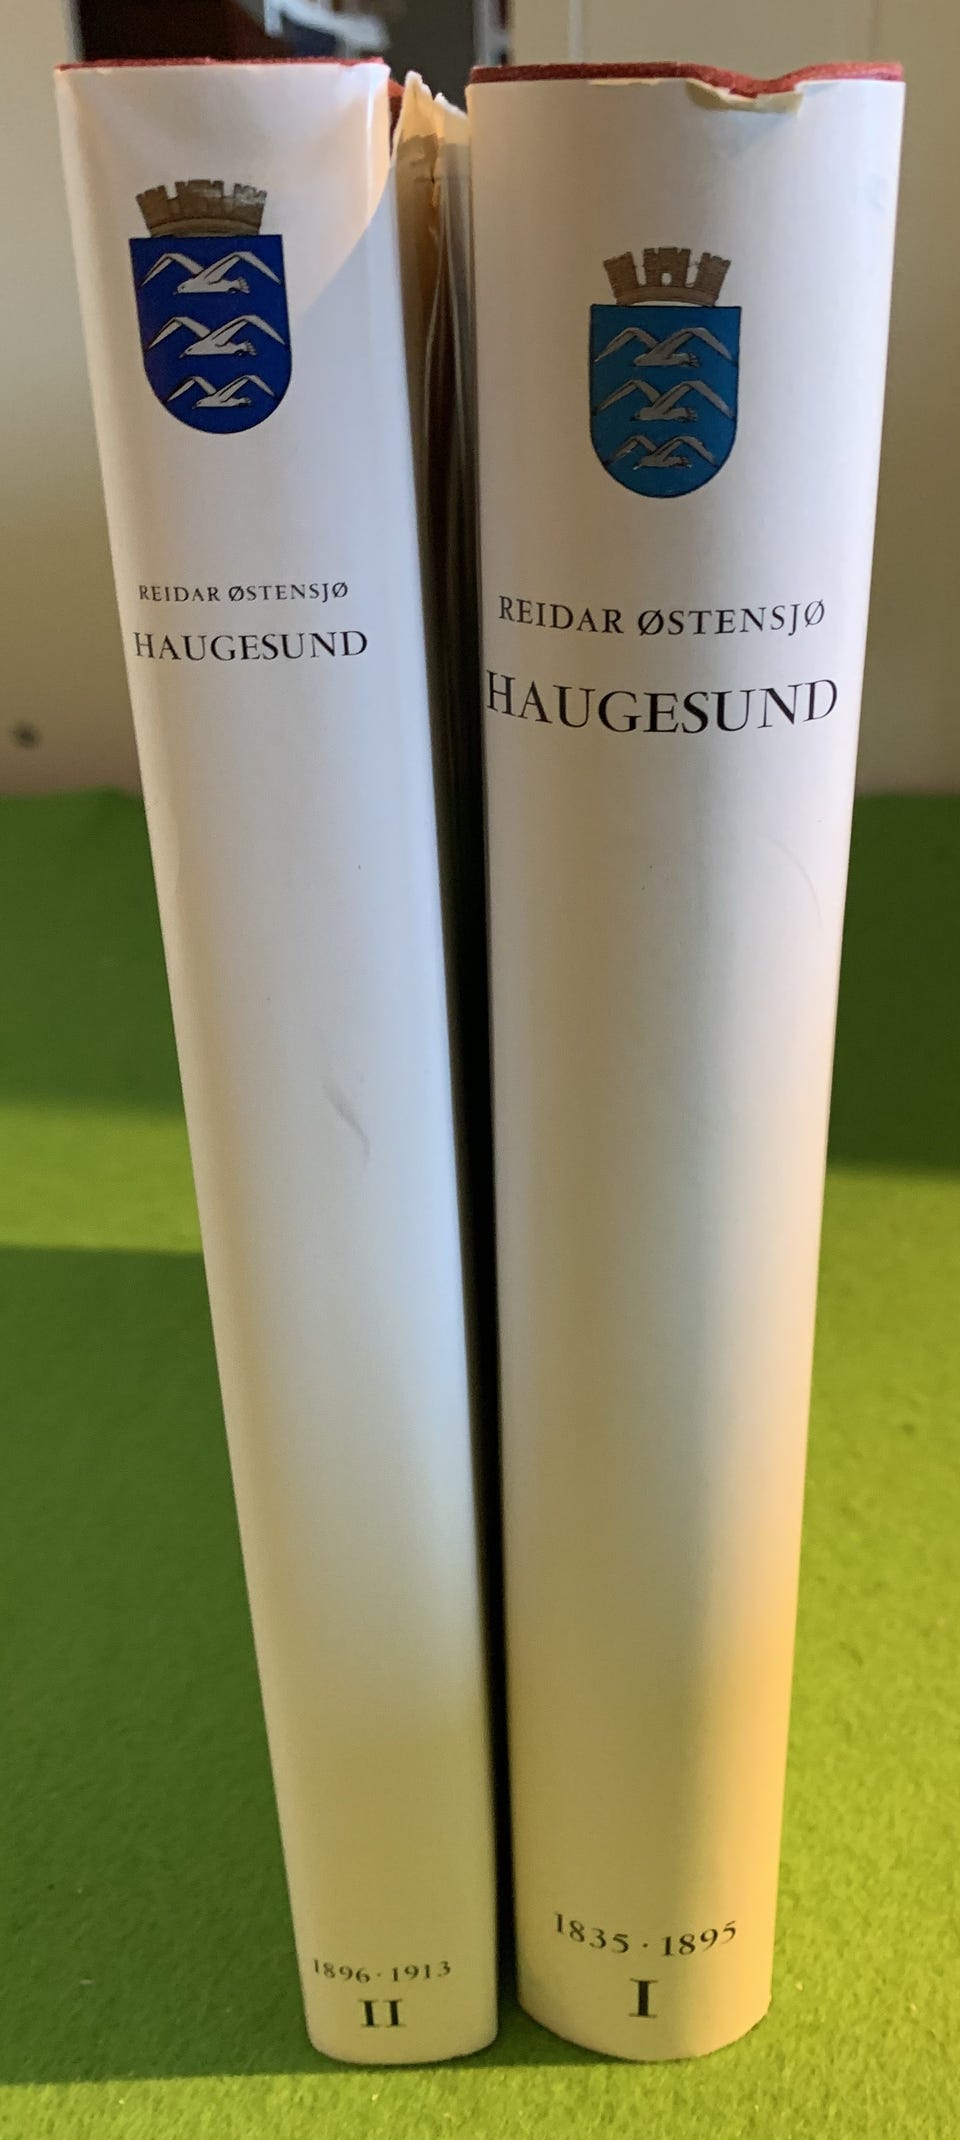 REIDAR ØSTENSJØ
HAUGESUND
1896 · 1913
II
REIDAR ØSTENSJØ
HAUGESUND
1835 · 1895
I